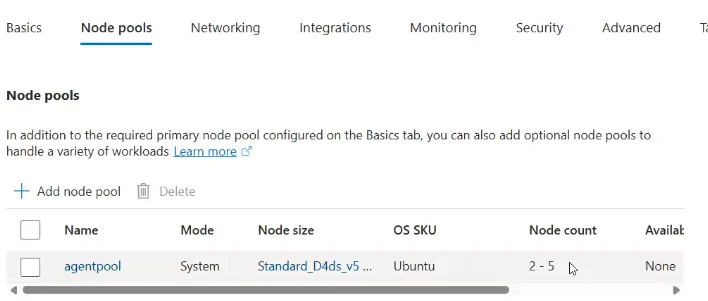 Basics Node pools Networking Integrations Monitoring Security Advanced
Node pools
In addition to the required primary node pool configured on the Basics tab, you can also add optional node pools to
handle a variety of workloads Learn more
Add node pool Delete
Name Mode Node size OS SKU Node count
agentpool System Standard_D4ds_v5 ... Ubuntu 2 - 5 None